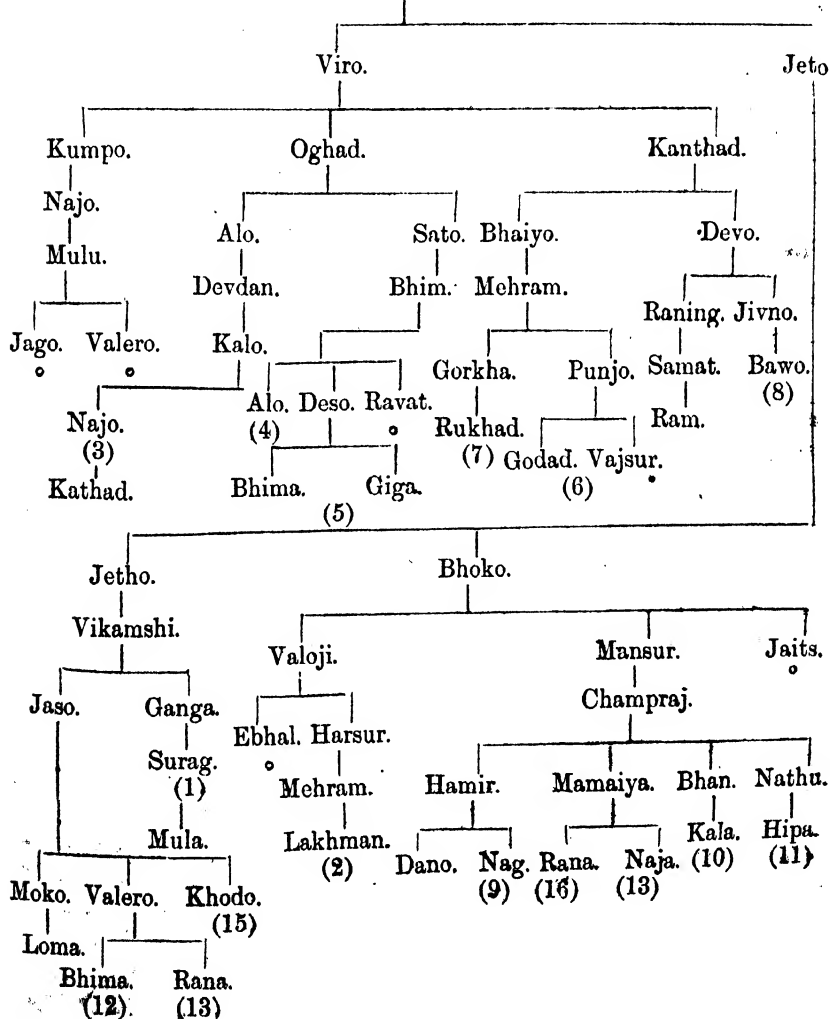 Viro. Jeto
Kumpo. Oghad. Kanthad.
Najo.
Alo. Sato. Bhaiyo. Devo.
Mulu.
Devdan. Bhim. Mehram.
Raning. Jivno.
Jago. Valero. Kalo.
Gorkha. Punjo. Samat. Bawo.
(8)
Alo. Deso. Ravat.
(4)
Najo. Rukhad. Ram.
(3) (7) Godad. Vajsur.
Kathad. Bhima. Giga. (6)
(5)
Jetho. Bhoko.
Vikamshi.
Valoji. Mansur. Jaits.
Jaso. Ganga. Champraj.
Ebhal. Harsur.
Surag.
(1) Mehram. Hamir. Mamaiya. Bhan. Nathu.
Mula. Lakhman. Kala. Hipa.
(2) Dano. Nag. Rana. Naja. (10) (11)
(9) (16) (13)
Moko. Valero. Khodo.
(15)
Loma.
Bhima. Rana.
(12). (13)